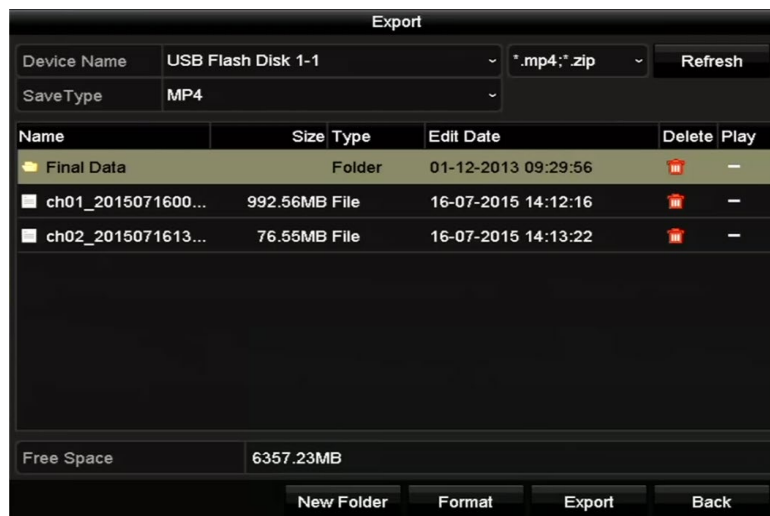 Export
Device Name USB Flash Disk 1-1 *.mp4;*.zip Refresh
SaveType MP4
Name Size Type Edit Date Delete Play
Final Data Folder 01-12-2013 09:29:56
ch01_2015071600... 992.56MB File 16-07-2015 14:12:16
ch02_2015071613... 76.55MB File 16-07-2015 14:13:22
Free Space 6357.23MB
New Folder Format Export Back